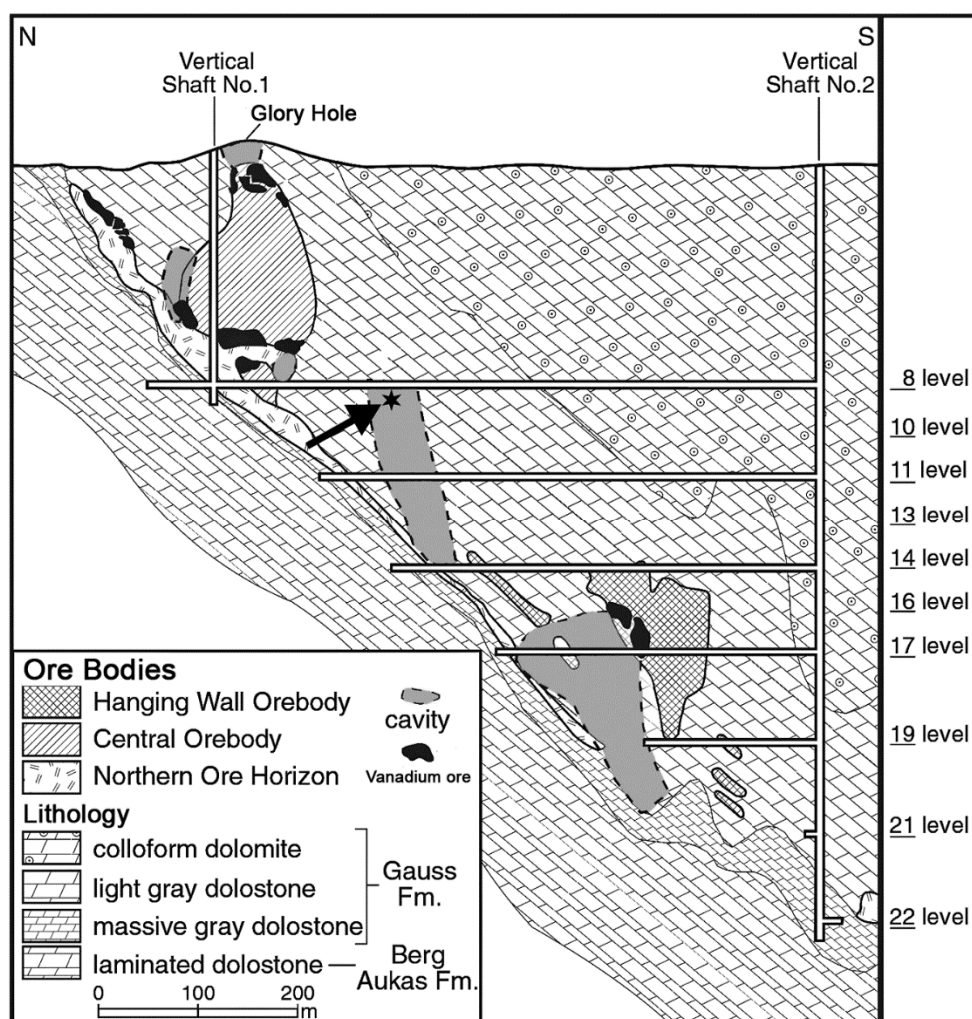 N
S
Vertical
Shaft No.1
Vertical
Shaft No.2
Glory Hole
8 level
10 level
11 level
13 level
14 level
16 level
17 level
19 level
21 level
22 level
Ore Bodies
Hanging Wall Orebody
Central Orebody
Northern Ore Horizon
cavity
Vanadium ore
Lithology
colloform dolomite
light gray dolostone
massive gray dolostone
laminated dolostone
Gauss
Fm.
Berg
Aukas Fm.
0 100 200
m